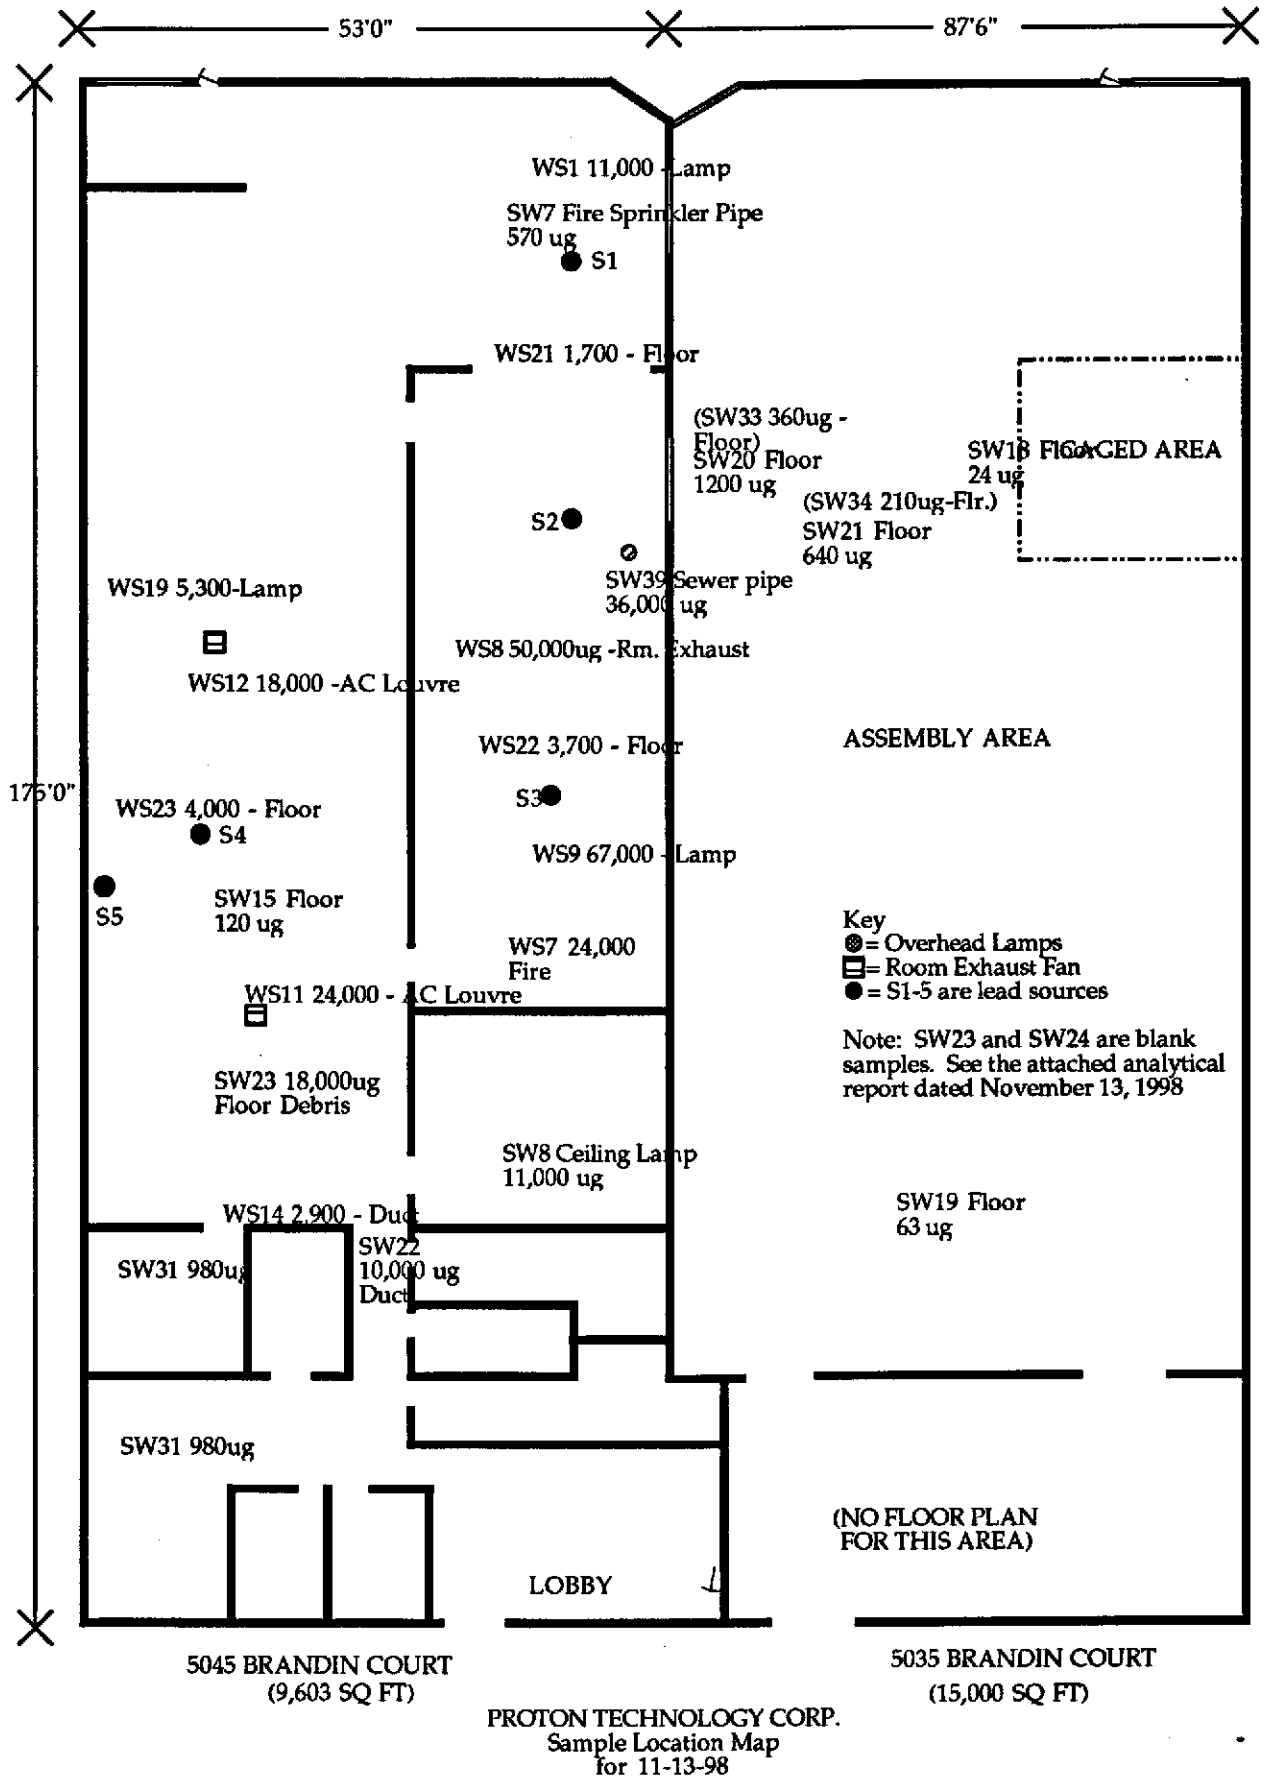 53'0"
87'6"
WS1 11,000 -Lamp
SW7 Fire Sprinkler Pipe
570 ug
S1
WS21 1,700 - Floor
(SW33 360ug -
Floor)
SW20 Floor
1200 ug
SW18 Floor
24 ug
CAGED AREA
(SW34 210ug-Flr.)
SW21 Floor
640 ug
S2
SW39 Sewer pipe
36,000 ug
WS19 5,300-Lamp
WS8 50,000ug -Rm. Exhaust
WS12 18,000 -AC Louvre
WS22 3,700 - Floor
ASSEMBLY AREA
175'0"
S3
WS23 4,000 - Floor
S4
WS9 67,000 - Lamp
S5
SW15 Floor
120 ug
WS7 24,000
Fire
WS11 24,000 - AC Louvre
Key
= Overhead Lamps
= Room Exhaust Fan
= S1-5 are lead sources
Note: SW23 and SW24 are blank
samples. See the attached analytical
report dated November 13, 1998
SW23 18,000ug
Floor Debris
SW8 Ceiling Lamp
11,000 ug
SW19 Floor
63 ug
WS14 2,900 - Duct
SW22
10,000 ug
Duct
SW31 980ug
SW31 980ug
(NO FLOOR PLAN
FOR THIS AREA)
LOBBY
5045 BRANDIN COURT
(9,603 SQ FT)
5035 BRANDIN COURT
(15,000 SQ FT)
PROTON TECHNOLOGY CORP.
Sample Location Map
for 11-13-98